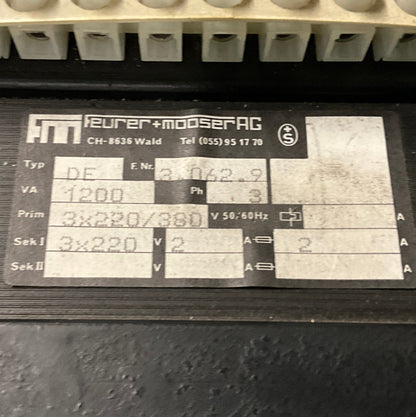 FM Feurer+mooser AG
CH-8636 Wald Tel (055) 95 17 70
+S
Typ DE F. Nr. 3.062.9
VA 1200 Ph 3
Prim 3x220/380 V 50/60Hz A
Sek I 3x220 V 2 A 2 A
Sek II V A A